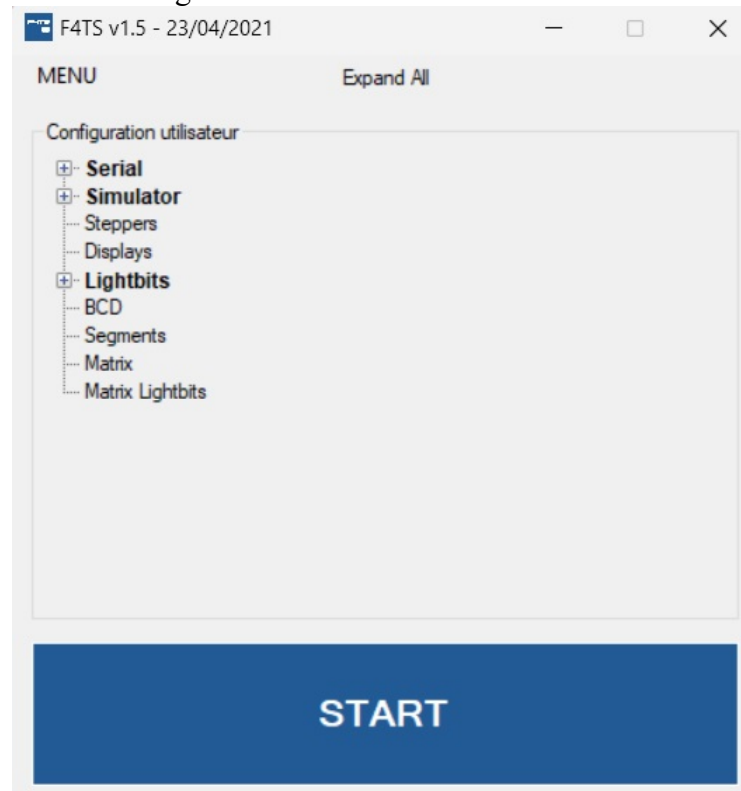 F4TS v1.5 - 23/04/2021
MENU Expand All
Configuration utilisateur
Serial
Simulator
Steppers
Displays
Lightbits
BCD
Segments
Matrix
Matrix Lightbits
START